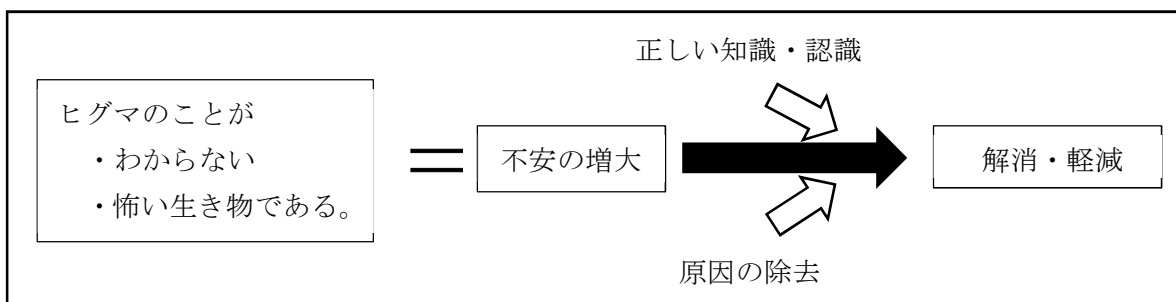 正しい知識・認識
ヒグマのことが
・わからない
・怖い生き物である。
不安の増大
解消・軽減
原因の除去